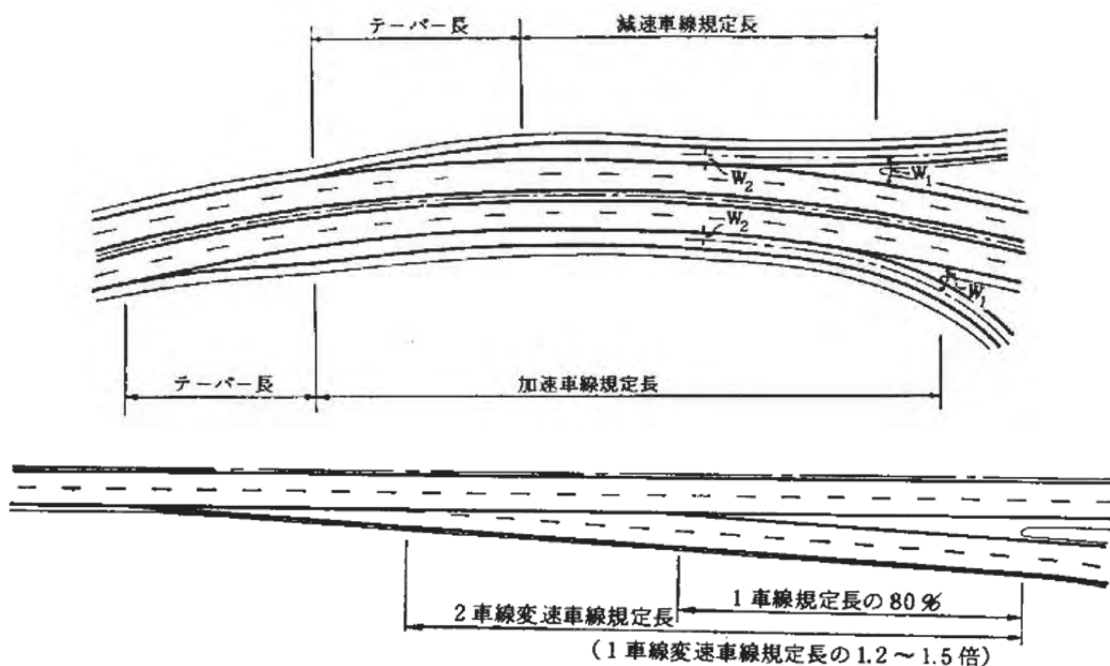 テーパー長
減速車線規定長
W₂
W₁
W₂
W₁
テーパー長
加速車線規定長
1車線規定長の80%
2車線変速車線規定長
(1車線変速車線規定長の1.2～1.5倍)